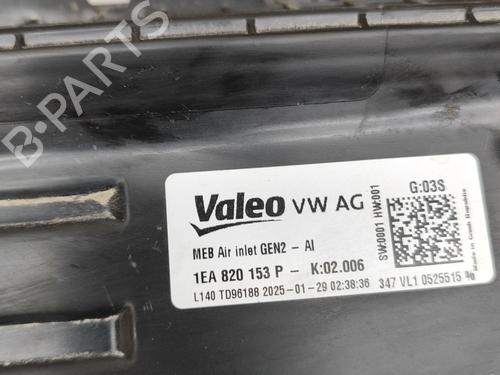 B-PARTS
Valeo VW AG
G:03S
MEB Air inlet GEN2 - AI
1EA 820 153 P - K:02.006
L140 TD96188 2025-01-29 02:38:36
347 VL1 0525515 %
SW:0001 HW:001
Made in Czech Republic